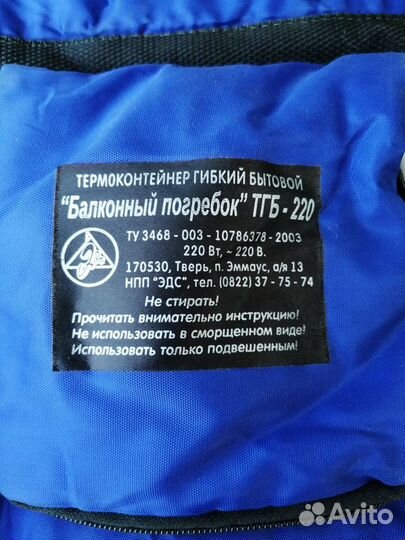 ТЕРМОКОНТЕЙНЕР ГИБКИЙ БЫТОВОЙ
"Балконный погребок" ТГБ - 220
ТУ 3468 - 003 - 10786378 - 2003
220 Вт, ~ 220 В.
170530, Тверь, п. Эммаус, а/я 13
НПП "ЭДС", тел. (0822) 37 - 75 - 74
Не стирать!
Прочитать внимательно инструкцию!
Не использовать в сморщенном виде!
Использовать только подвешенным!
Avito